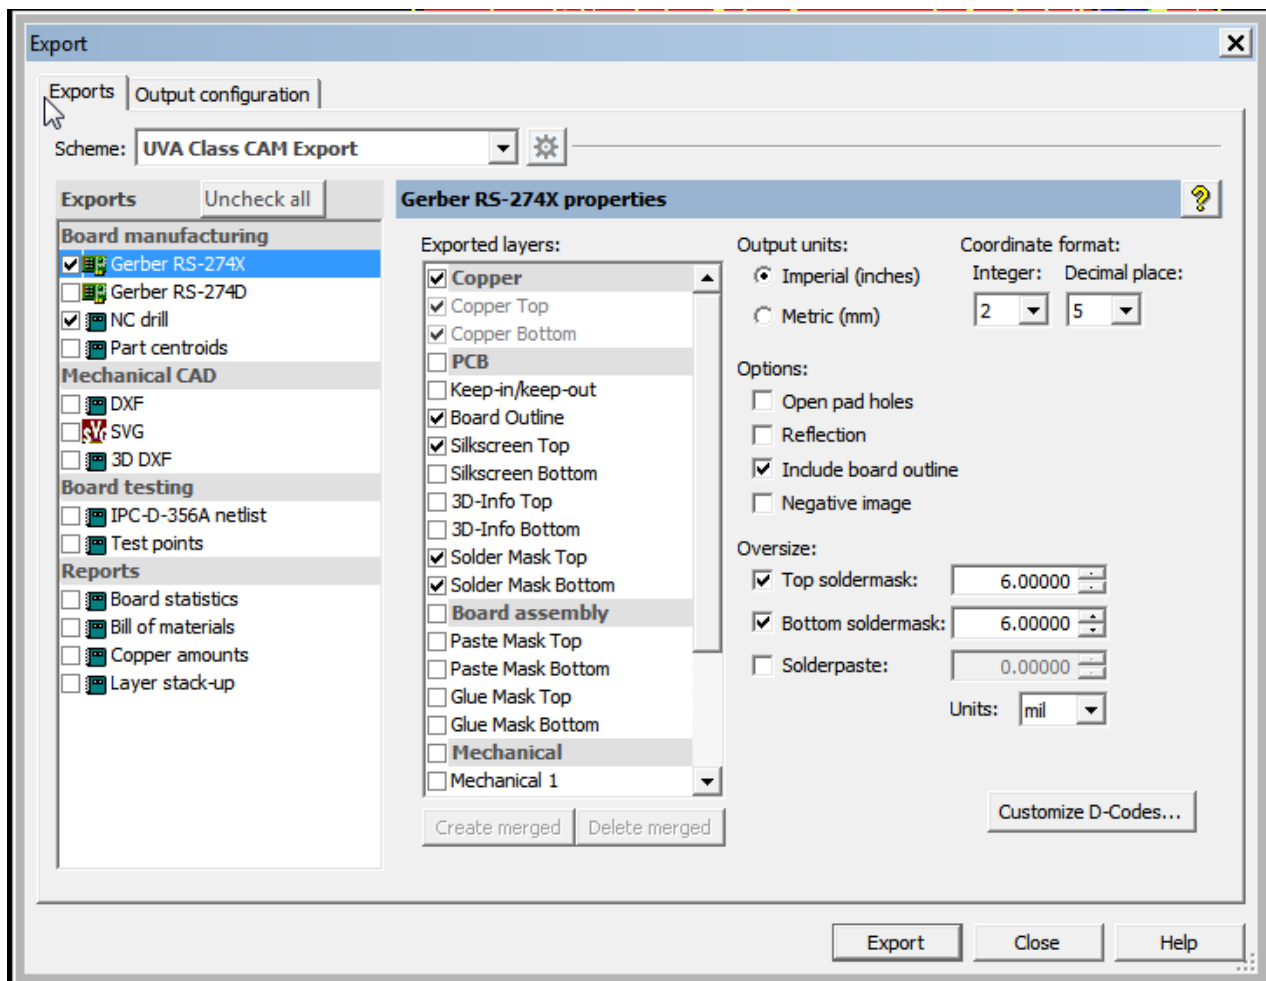 Export
Exports
Output configuration
Scheme:
UVA Class CAM Export
Exports
Uncheck all
Board manufacturing
Gerber RS-274X
Gerber RS-274D
NC drill
Part centroids
Mechanical CAD
DXF
SVG
3D DXF
Board testing
IPC-D-356A netlist
Test points
Reports
Board statistics
Bill of materials
Copper amounts
Layer stack-up
Gerber RS-274X properties
Exported layers:
Copper
Copper Top
Copper Bottom
PCB
Keep-in/keep-out
Board Outline
Silkscreen Top
Silkscreen Bottom
3D-Info Top
3D-Info Bottom
Solder Mask Top
Solder Mask Bottom
Board assembly
Paste Mask Top
Paste Mask Bottom
Glue Mask Top
Glue Mask Bottom
Mechanical
Mechanical 1
Create merged
Delete merged
Output units:
Imperial (inches)
Metric (mm)
Coordinate format:
Integer: Decimal place:
2 5
Options:
Open pad holes
Reflection
Include board outline
Negative image
Oversize:
Top soldermask: 6.00000
Bottom soldermask: 6.00000
Solderpaste: 0.00000
Units: mil
Customize D-Codes...
Export
Close
Help